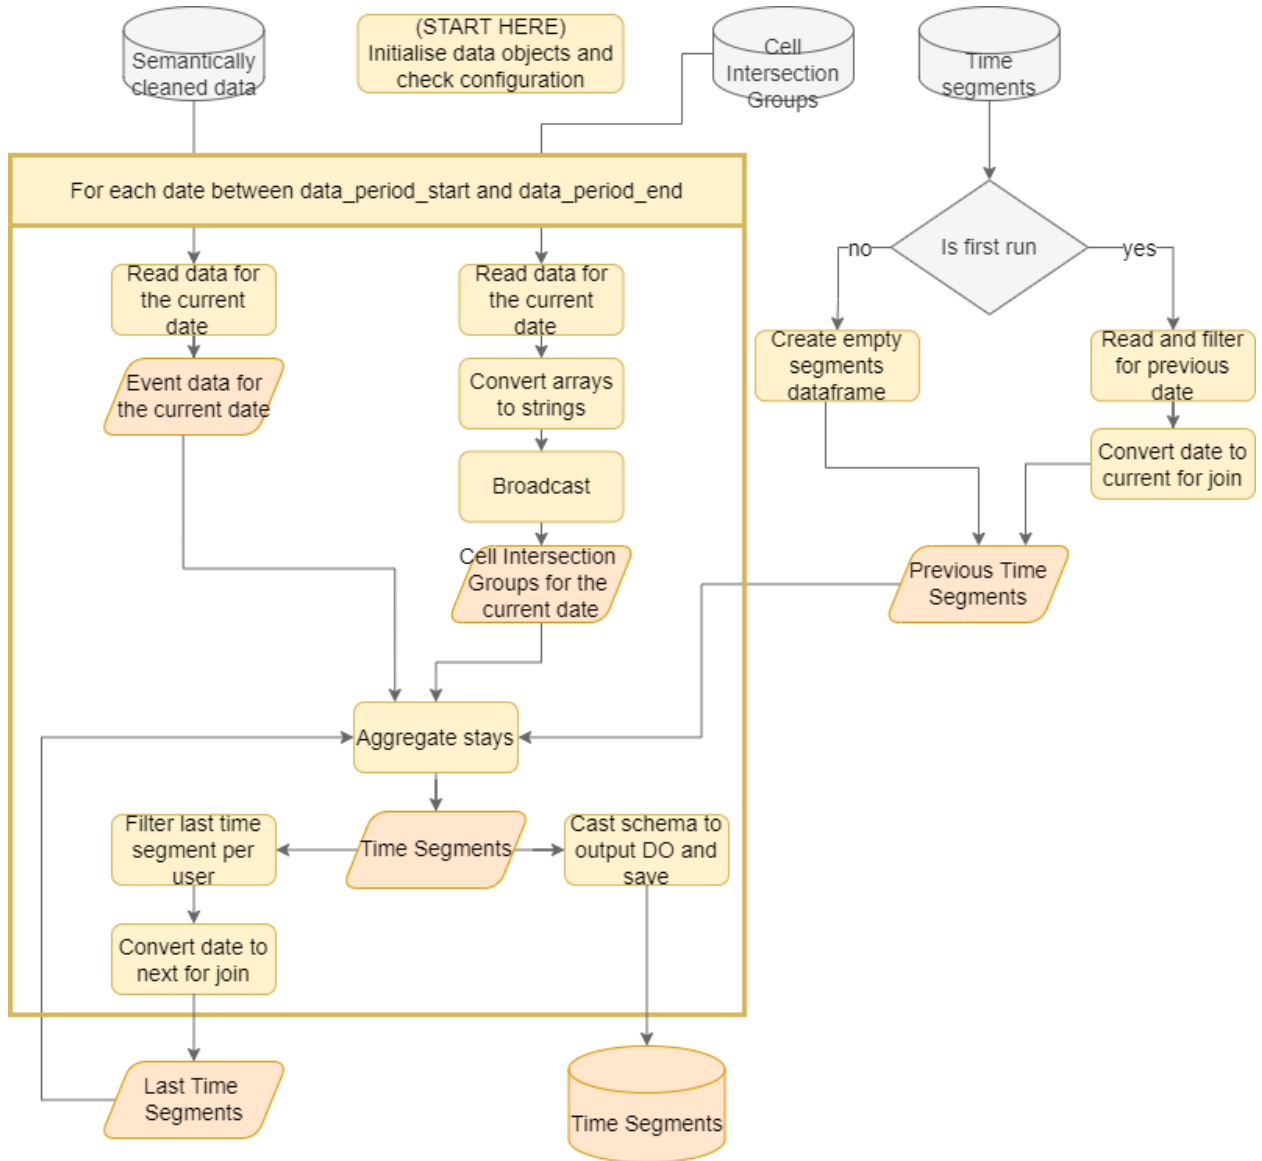 Semantically
cleaned data
(START HERE)
Initialise data objects and
check configuration
Cell
Intersection
Groups
Time
segments
For each date between data_period_start and data_period_end
Is first run
no
yes
Read data for
the current
date
Read data for
the current
date
Create empty
segments
dataframe
Read and filter
for previous
date
Event data for
the current date
Convert arrays
to strings
Convert date to
current for join
Broadcast
Cell Intersection
Groups for the
current date
Previous Time
Segments
Aggregate stays
Filter last time
segment per
user
Time Segments
Cast schema to
output DO and
save
Convert date to
next for join
Last Time
Segments
Time Segments